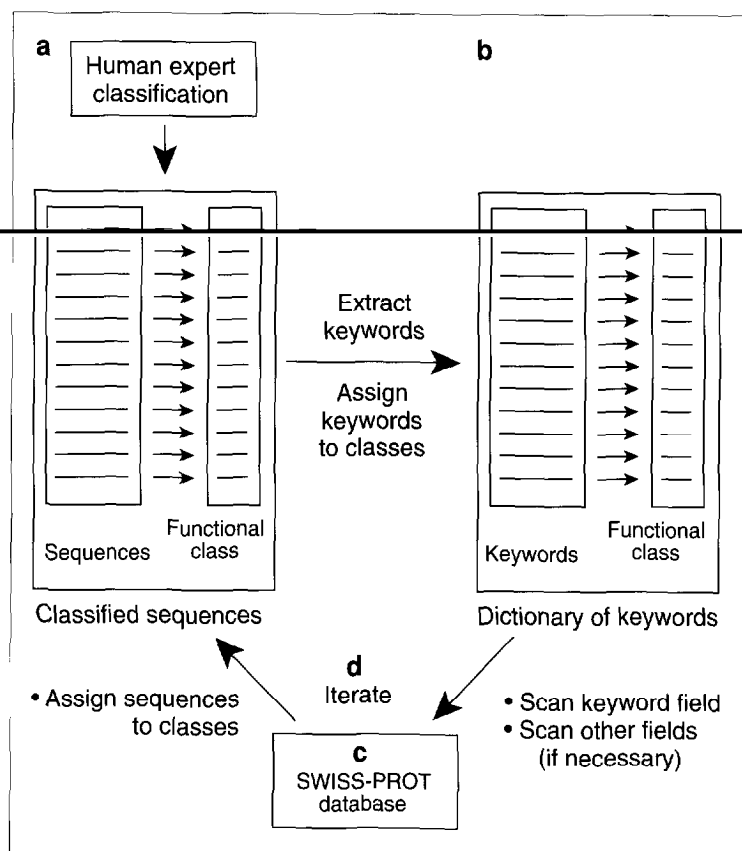 a
Human expert
classification
b
Extract
keywords
Assign
keywords
to classes
Sequences
Functional
class
Classified sequences
Keywords
Functional
class
Dictionary of keywords
• Assign sequences
to classes
d
Iterate
• Scan keyword field
• Scan other fields
(if necessary)
c
SWISS-PROT
database